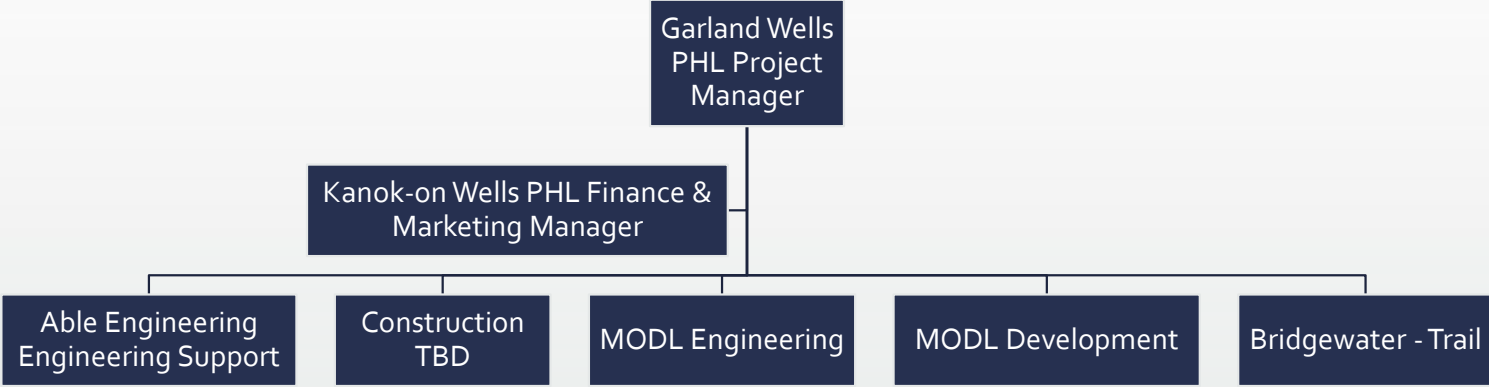 Garland Wells
PHL Project
Manager
Kanok-on Wells PHL Finance &
Marketing Manager
Able Engineering
Engineering Support
Construction
TBD
MODL Engineering
MODL Development
Bridgewater - Trail